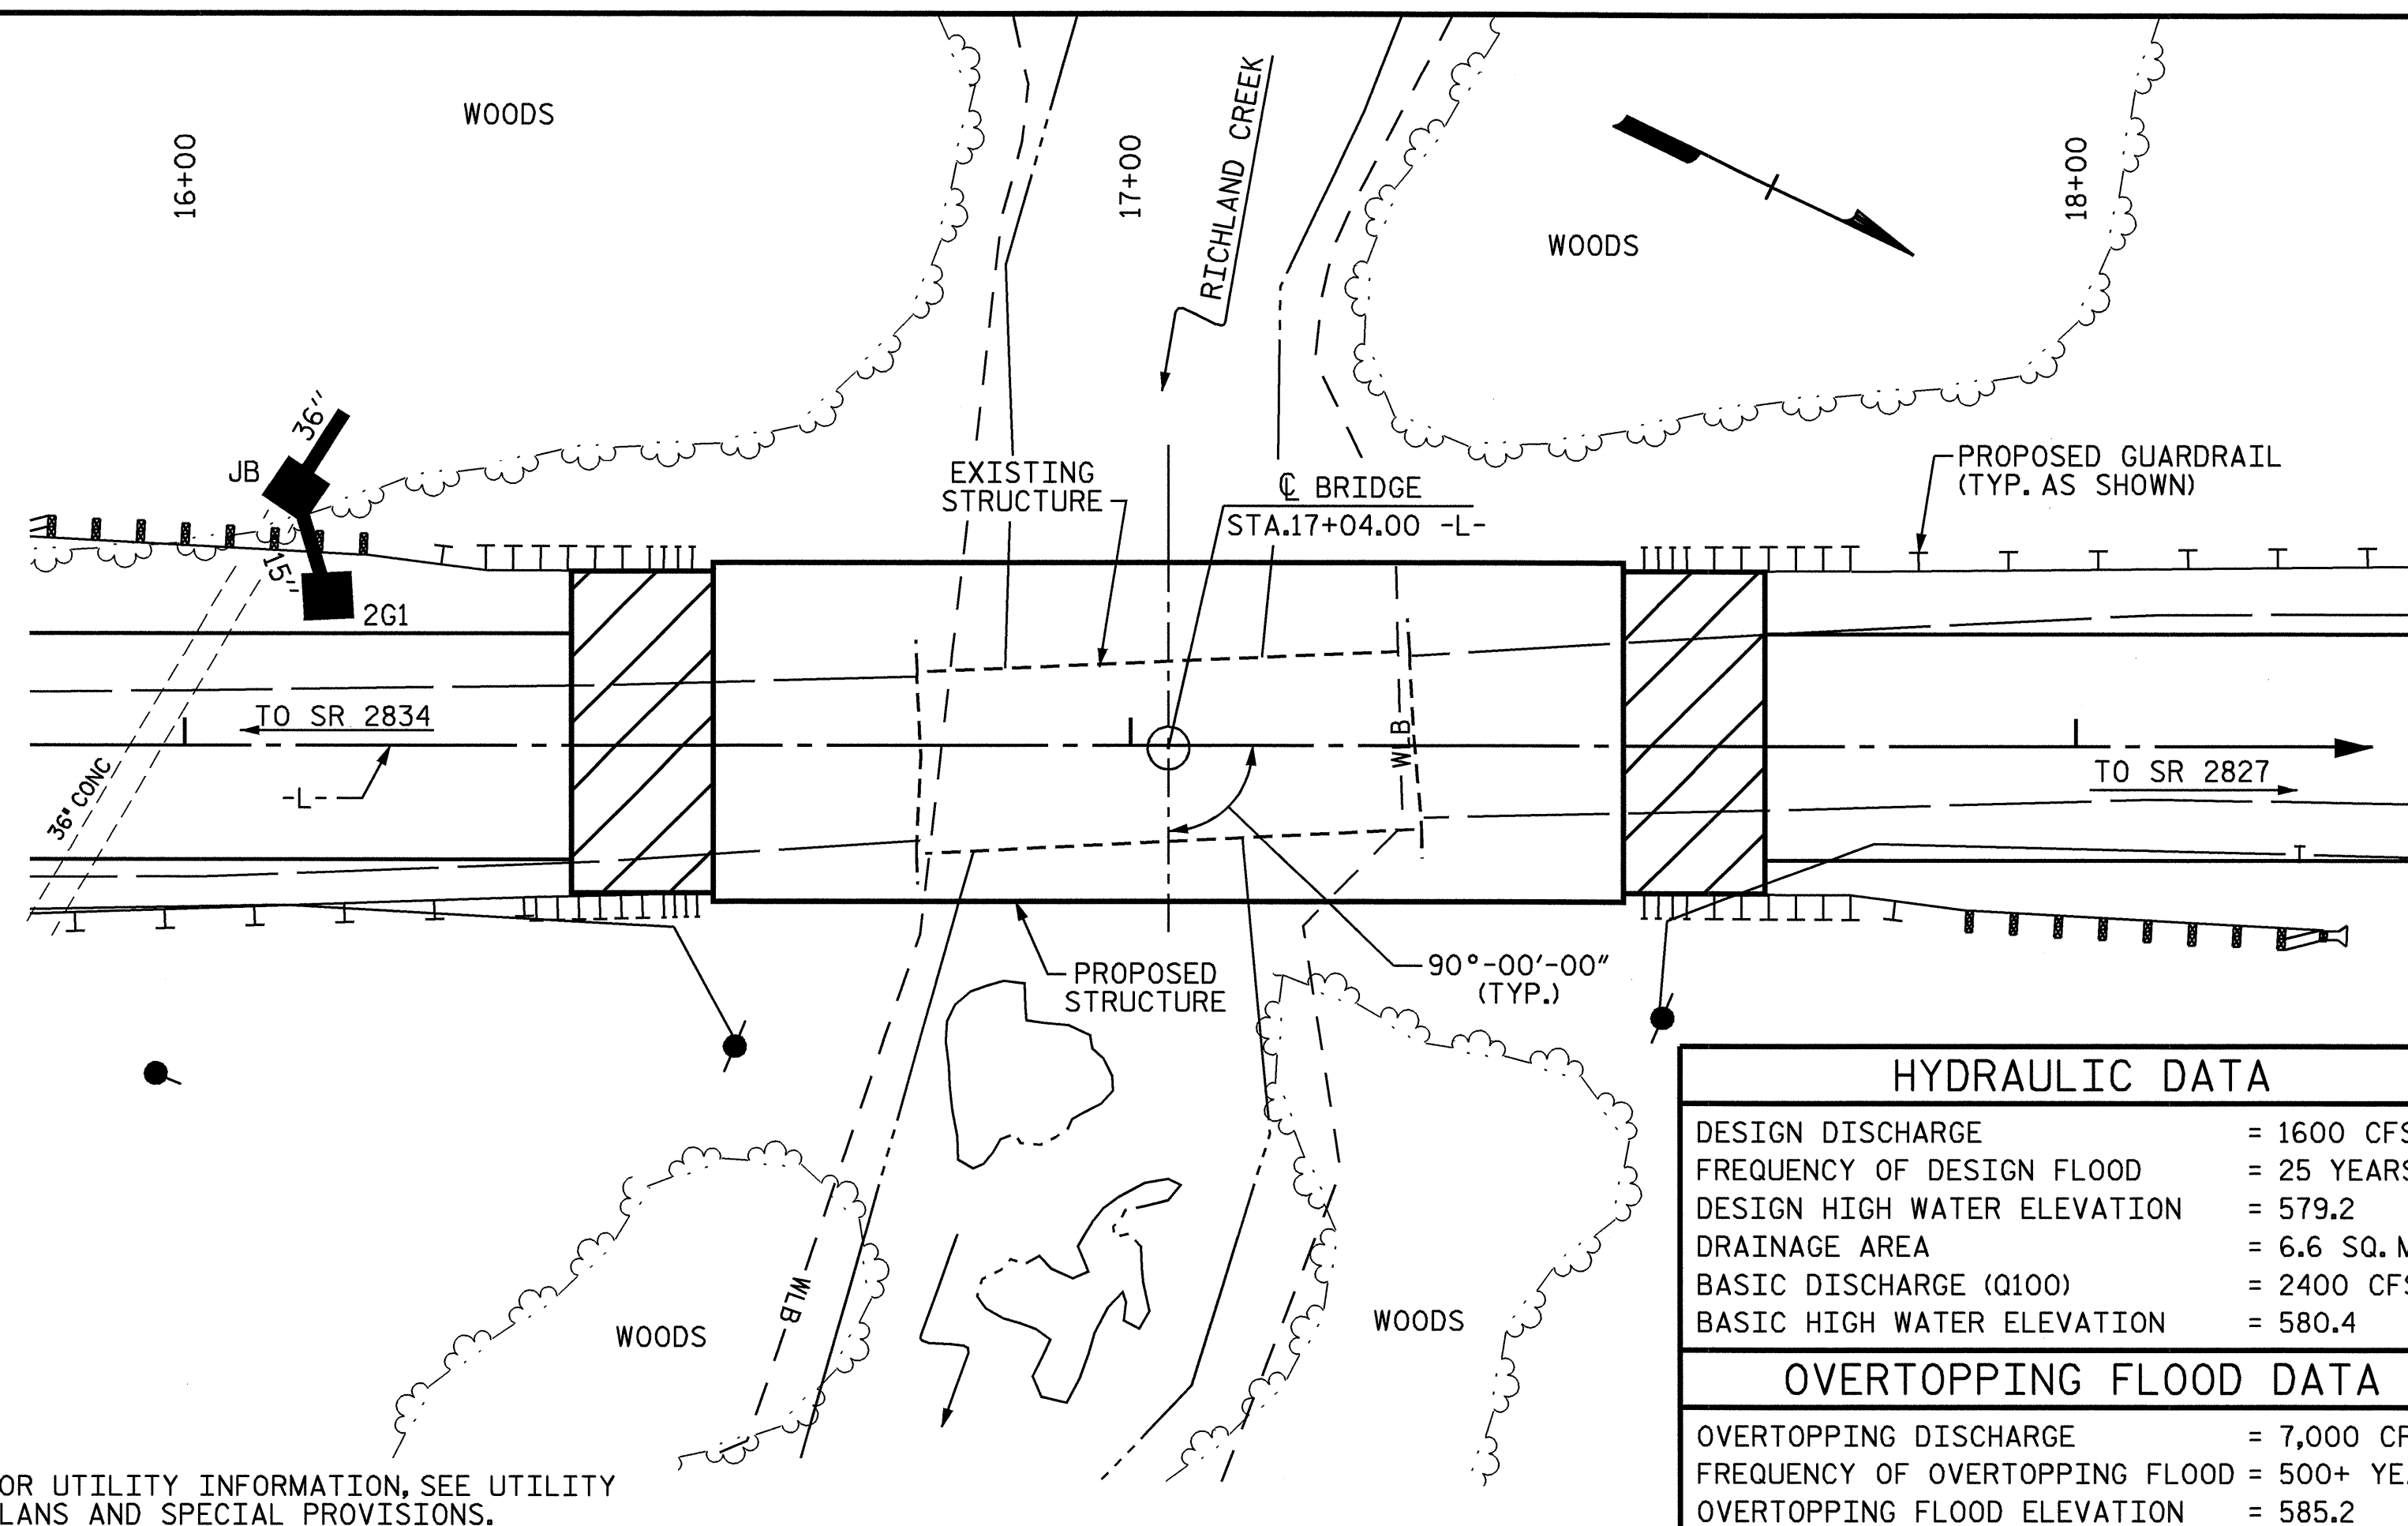 WOODS
16+00
17+00
RICHLAND CREEK
18+00
WOODS
36"
JB
15"
2G1
EXISTING
STRUCTURE
℄ BRIDGE
STA.17+04.00 -L-
PROPOSED GUARDRAIL
(TYP. AS SHOWN)
TO SR 2834
-L-
36" CONC
WLB
TO SR 2827
PROPOSED
STRUCTURE
90°-00'-00"
(TYP.)
WLB
WOODS
WOODS
HYDRAULIC DATA
DESIGN DISCHARGE = 1600 CFS
FREQUENCY OF DESIGN FLOOD = 25 YEARS
DESIGN HIGH WATER ELEVATION = 579.2
DRAINAGE AREA = 6.6 SQ. M
BASIC DISCHARGE (Q100) = 2400 CFS
BASIC HIGH WATER ELEVATION = 580.4
OVERTOPPING FLOOD DATA
OVERTOPPING DISCHARGE = 7,000 CF
FREQUENCY OF OVERTOPPING FLOOD = 500+ YE
OVERTOPPING FLOOD ELEVATION = 585.2
OR UTILITY INFORMATION, SEE UTILITY
LANS AND SPECIAL PROVISIONS.